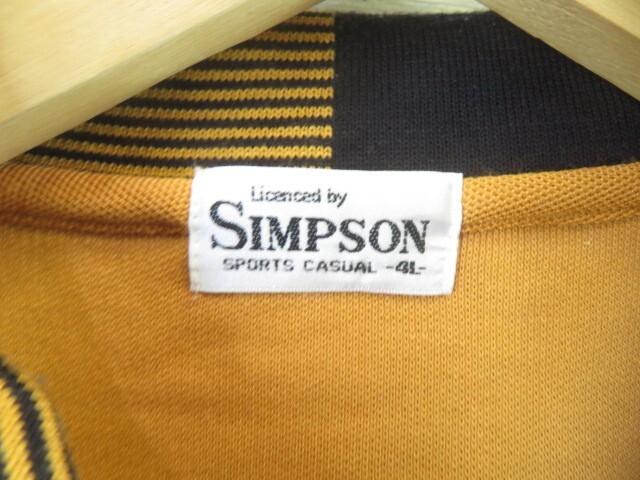 Licenced by
SIMPSON
SPORTS CASUAL -4L-